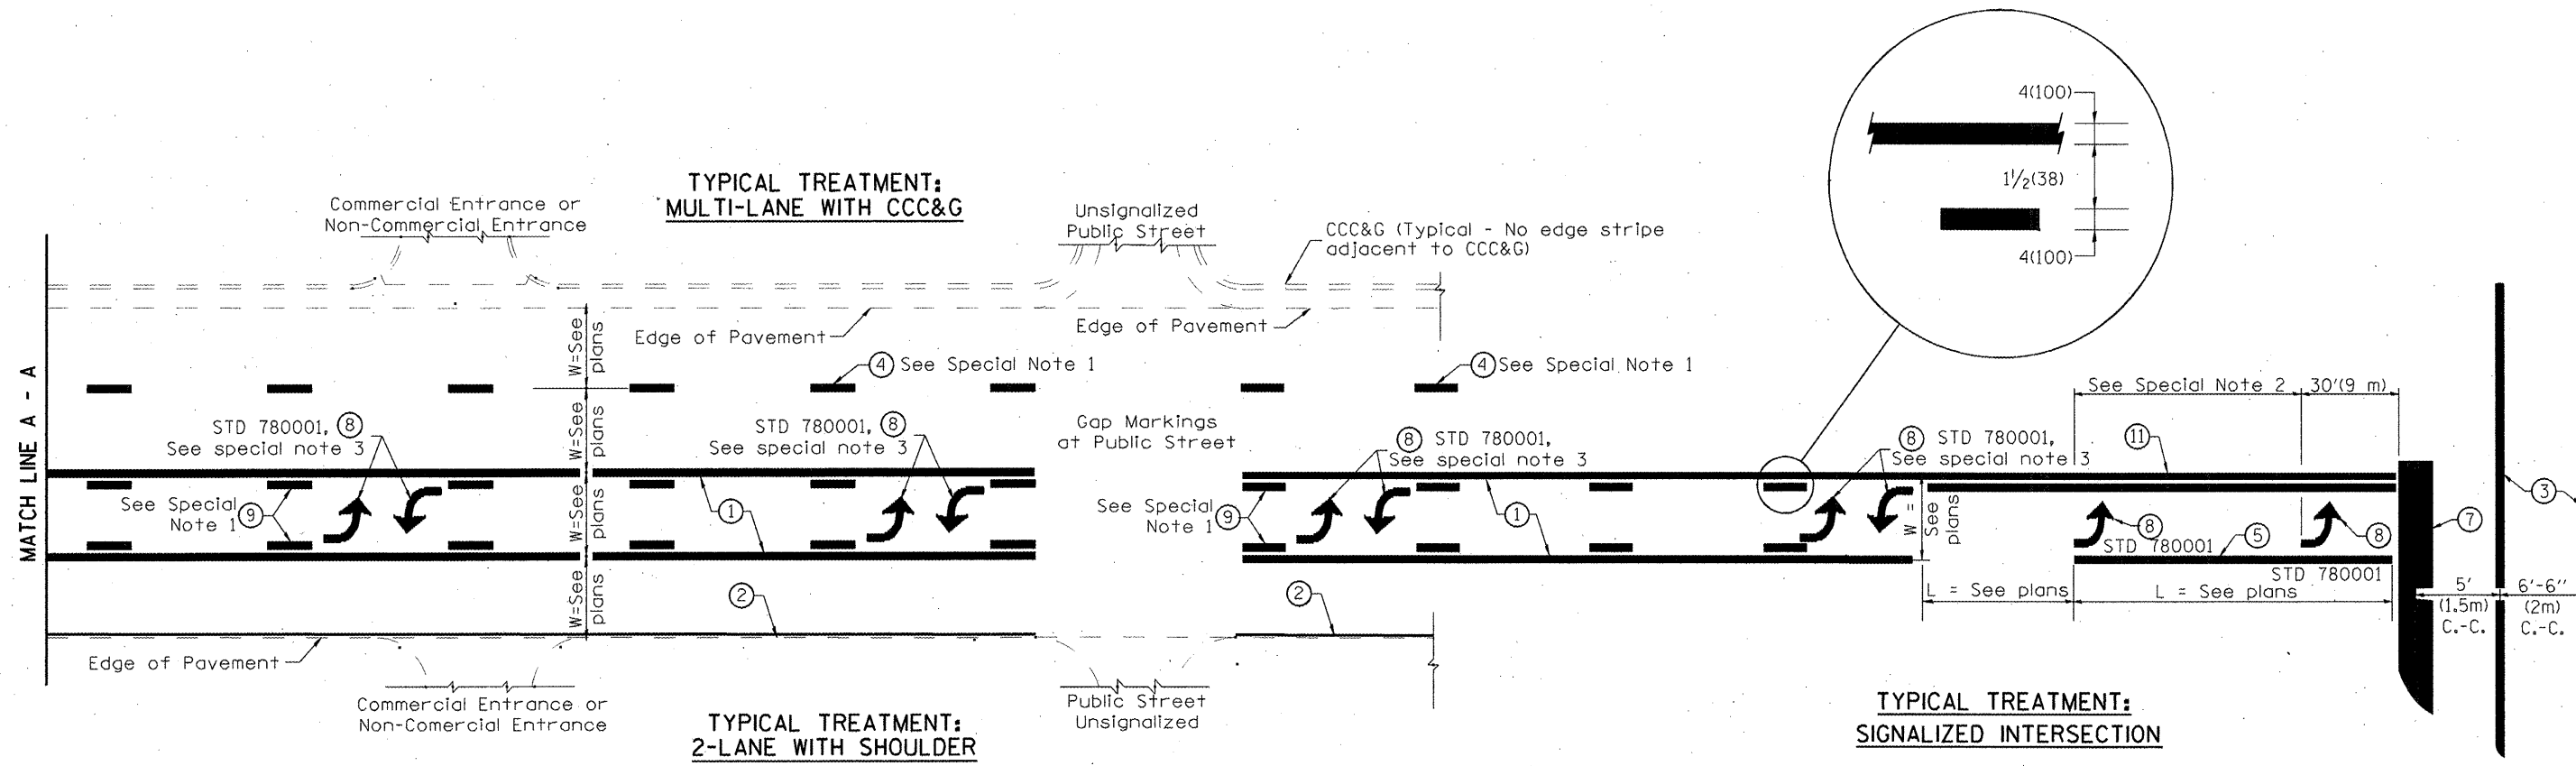 4(100)
1½(38)
4(100)
TYPICAL TREATMENT:
MULTI-LANE WITH CCC&G
Commercial Entrance or
Non-Commercial Entrance
Unsignalized
Public Street
CCC&G (Typical - No edge stripe
adjacent to CCC&G)
Edge of Pavement
Edge of Pavement
W=See
plans
4 See Special Note 1
4 See Special Note 1
MATCH LINE A - A
STD 780001, 8
See special note 3
W=See
plans
STD 780001, 8
See special note 3
Gap Markings
at Public Street
8 STD 780001,
See special note 3
8 STD 780001,
See special note 3
See Special Note 2
30'(9 m)
11
See Special
Note 1 9
W=See
plans
1
See Special
Note 1 9
1
W =
See
plans
8
STD 780001
5
8
STD 780001
7
3
L = See plans
L = See plans
5'
(1.5m)
C.-C.
6'-6"
(2m)
C.-C.
W=See
plans
2
2
Edge of Pavement
Commercial Entrance or
Non-Comercial Entrance
Public Street
Unsignalized
TYPICAL TREATMENT:
2-LANE WITH SHOULDER
TYPICAL TREATMENT:
SIGNALIZED INTERSECTION